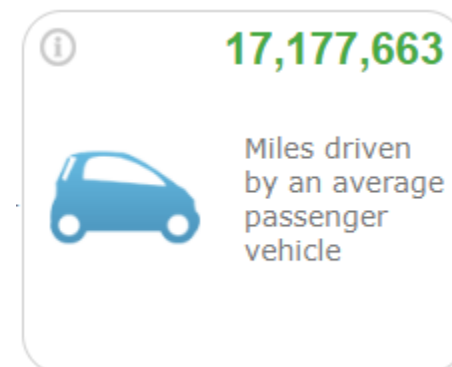 17,177,663
Miles driven
by an average
passenger
vehicle